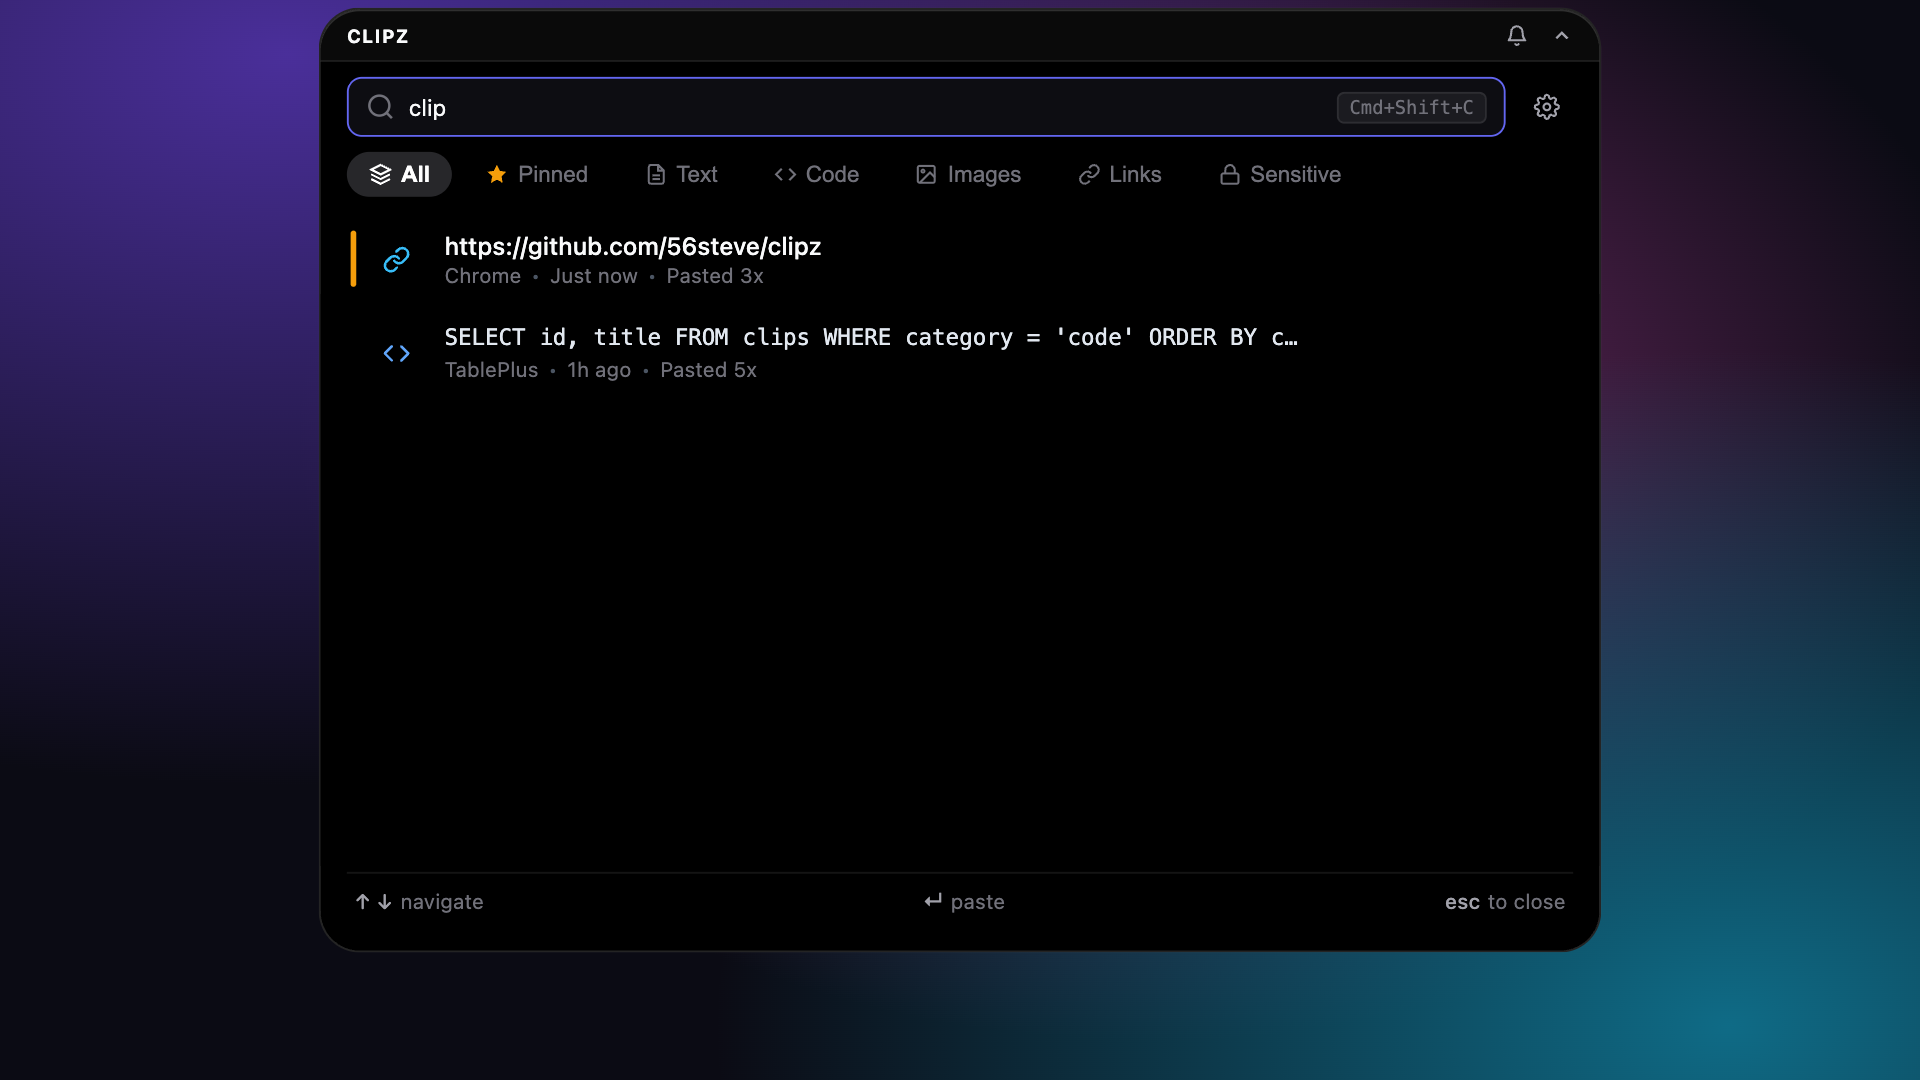 CLIPZ
clip
Cmd+Shift+C
All Pinned Text Code Images Links Sensitive
https://github.com/56steve/clipz
Chrome • Just now • Pasted 3x
SELECT id, title FROM clips WHERE category = 'code' ORDER BY c…
TablePlus • 1h ago • Pasted 5x
↑ ↓ navigate
↵ paste
esc to close